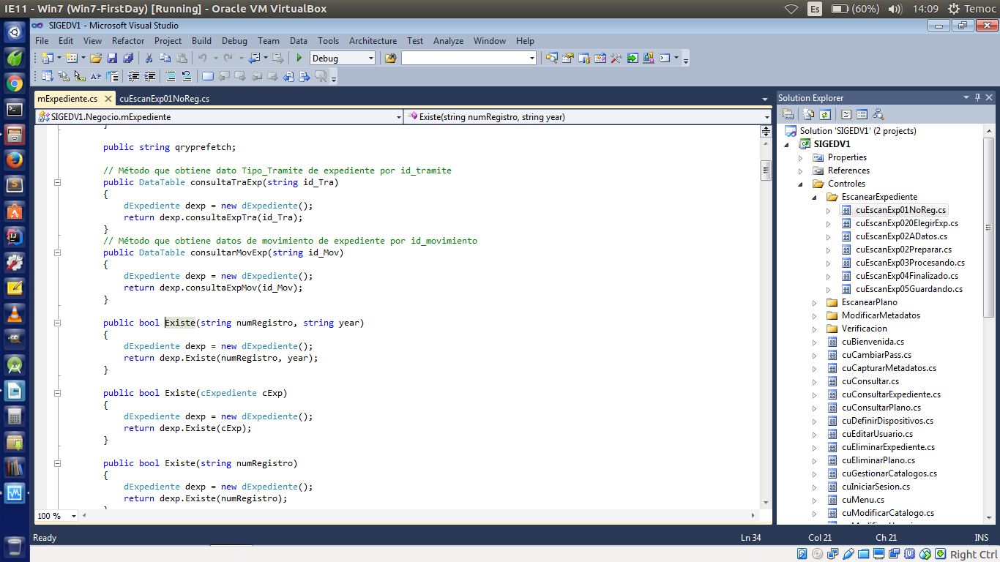 IE11 - Win7 (Win7-FirstDay) [Running] - Oracle VM VirtualBox
Es (60%) 14:09 Temoc
SIGEDV1 - Microsoft Visual Studio
File Edit View Refactor Project Build Debug Team Data Tools Architecture Test Analyze Window Help
Debug
mExpediente.cs cuEscanExp01NoReg.cs
SIGEDV1.Negocio.mExpediente Existe(string numRegistro, string year)
}
public string qryprefetch;
// Método que obtiene dato Tipo_Tramite de expediente por id_tramite
public DataTable consultaTraExp(string id_Tra)
{
dExpediente dexp = new dExpediente();
return dexp.consultaExpTra(id_Tra);
}
// Método que obtiene datos de movimiento de expediente por id_movimiento
public DataTable consultarMovExp(string id_Mov)
{
dExpediente dexp = new dExpediente();
return dexp.consultaExpMov(id_Mov);
}
public bool Existe(string numRegistro, string year)
{
dExpediente dexp = new dExpediente();
return dexp.Existe(numRegistro, year);
}
public bool Existe(cExpediente cExp)
{
dExpediente dexp = new dExpediente();
return dexp.Existe(cExp);
}
public bool Existe(string numRegistro)
{
dExpediente dexp = new dExpediente();
return dexp.Existe(numRegistro);
100 %
Solution Explorer
Solution 'SIGEDV1' (2 projects)
SIGEDV1
Properties
References
Controles
EscanearExpediente
cuEscanExp01NoReg.cs
cuEscanExp020ElegirExp.cs
cuEscanExp02ADatos.cs
cuEscanExp02Preparar.cs
cuEscanExp03Procesando.cs
cuEscanExp04Finalizado.cs
cuEscanExp05Guardando.cs
EscanearPlano
ModificarMetadatos
Verificacion
cuBienvenida.cs
cuCambiarPass.cs
cuCapturarMetadatos.cs
cuConsultar.cs
cuConsultarExpediente.cs
cuConsultarPlano.cs
cuDefinirDispositivos.cs
cuEditarUsuario.cs
cuEliminarExpediente.cs
cuEliminarPlano.cs
cuGestionarCatalogos.cs
cuIniciarSesion.cs
cuMenu.cs
cuModificarCatalogo.cs
Ready Ln 34 Col 21 Ch 21 INS
Right Ctrl